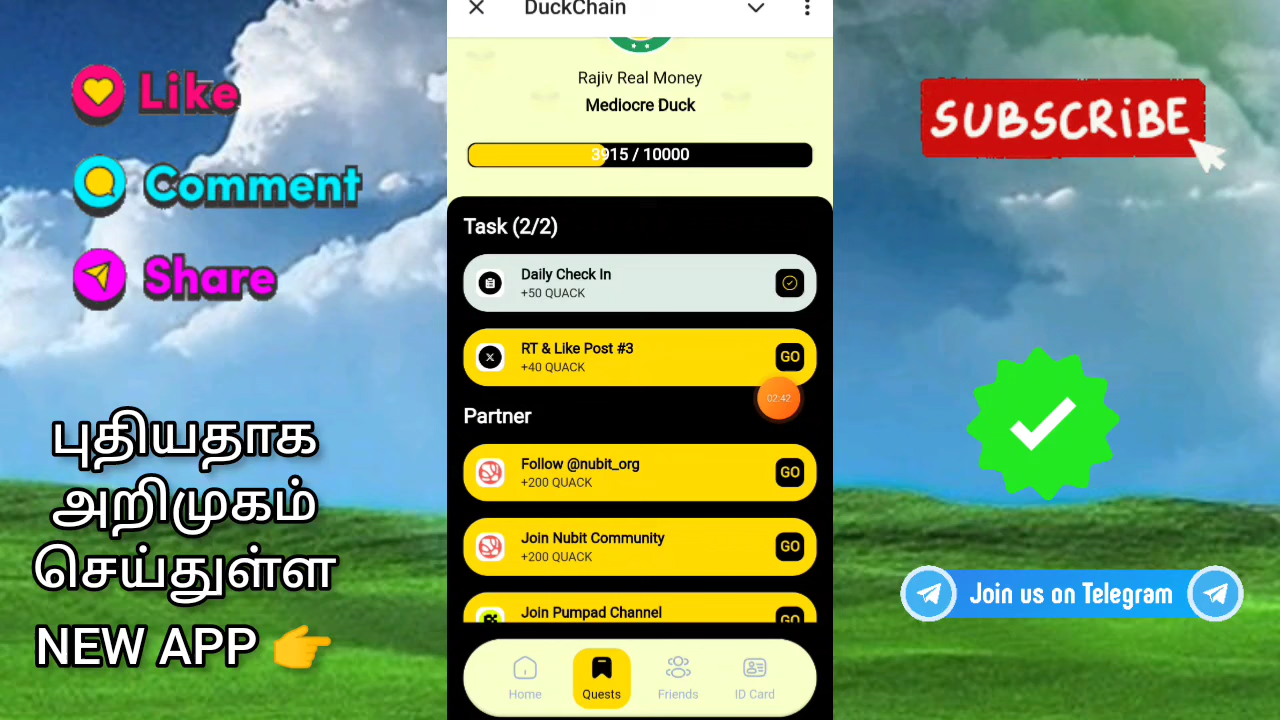 Like
Comment
Share
புதியதாக
அறிமுகம்
செய்துள்ள
NEW APP 👉
DuckChain
Rajiv Real Money
Mediocre Duck
3915 / 10000
Task (2/2)
Daily Check In
+50 QUACK
RT & Like Post #3
+40 QUACK
GO
02:42
Partner
Follow @nubit_org
+200 QUACK
GO
Join Nubit Community
+200 QUACK
GO
Join Pumpad Channel
GO
Home
Quests
Friends
ID Card
SUBSCRIBE
Join us on Telegram